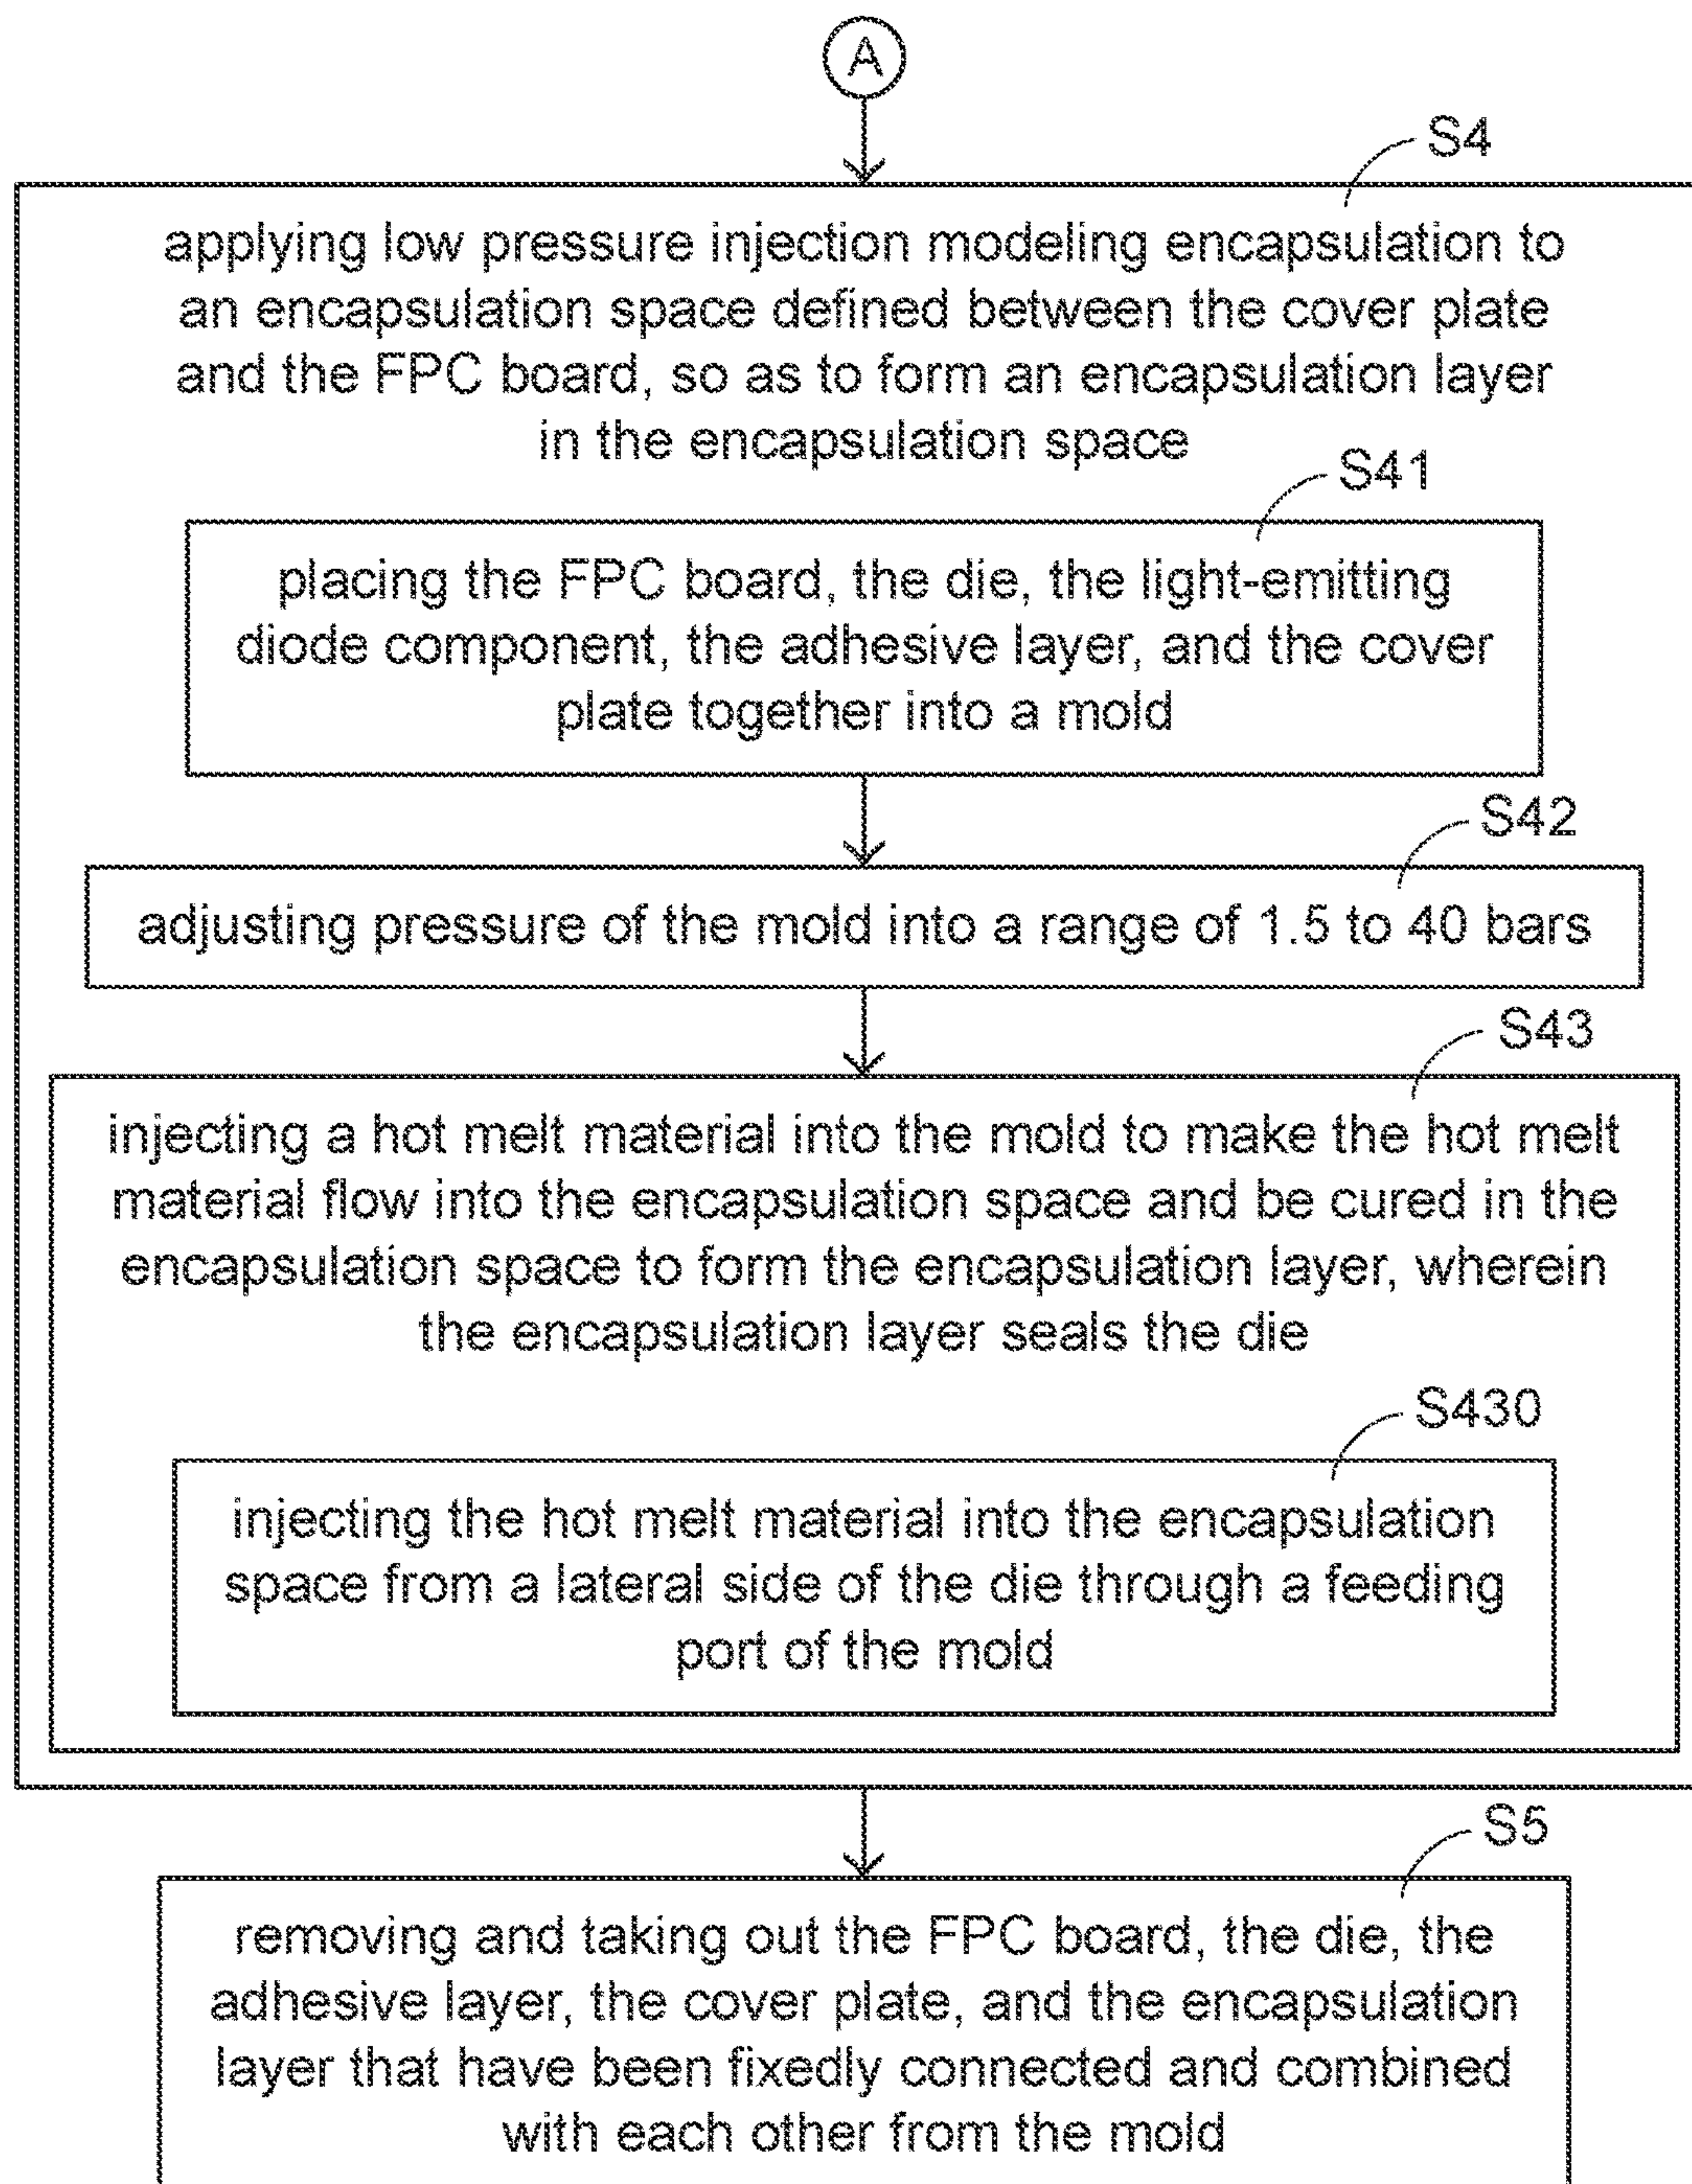 A
S4
applying low pressure injection modeling encapsulation to
an encapsulation space defined between the cover plate
and the FPC board, so as to form an encapsulation layer
in the encapsulation space
S41
placing the FPC board, the die, the light-emitting
diode component, the adhesive layer, and the cover
plate together into a mold
S42
adjusting pressure of the mold into a range of 1.5 to 40 bars
S43
injecting a hot melt material into the mold to make the hot melt
material flow into the encapsulation space and be cured in the
encapsulation space to form the encapsulation layer, wherein
the encapsulation layer seals the die
S430
injecting the hot melt material into the encapsulation
space from a lateral side of the die through a feeding
port of the mold
S5
removing and taking out the FPC board, the die, the
adhesive layer, the cover plate, and the encapsulation
layer that have been fixedly connected and combined
with each other from the mold